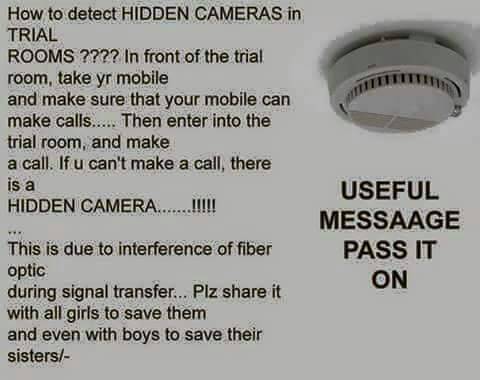 How to detect HIDDEN CAMERAS in
TRIAL
ROOMS ???? In front of the trial
room, take yr mobile
and make sure that your mobile can
make calls..... Then enter into the
trial room, and make
a call. If u can't make a call, there
is a
HIDDEN CAMERA.......!!!!!
...
This is due to interference of fiber
optic
during signal transfer... Plz share it
with all girls to save them
and even with boys to save their
sisters/-
USEFUL
MESSAAGE
PASS IT
ON